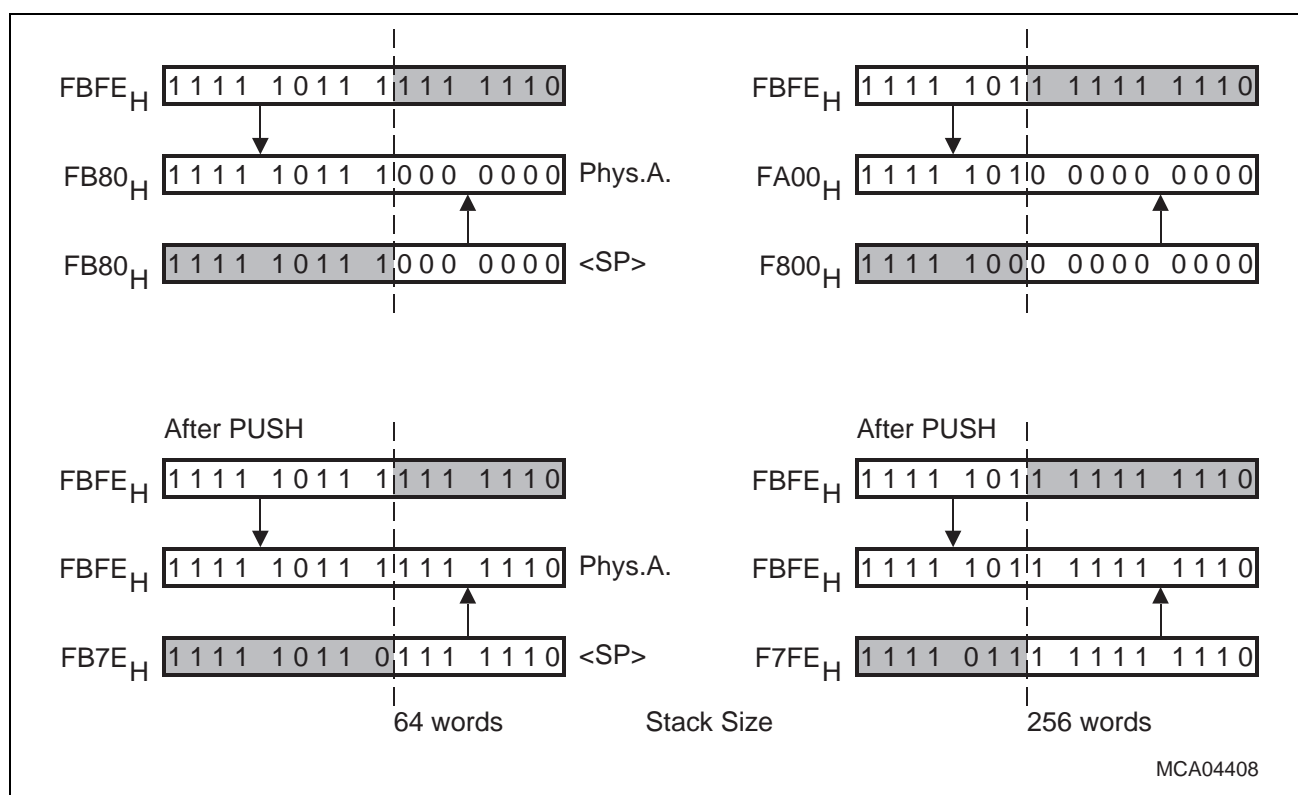 FBFEH 1111 1011 1111 1110
FB80H 1111 1011 1000 0000 Phys.A.
FB80H 1111 1011 1000 0000 <SP>
FBFEH 1111 1011 1111 1110
FA00H 1111 1010 0000 0000
F800H 1111 1000 0000 0000
After PUSH
FBFEH 1111 1011 1111 1110
FBFEH 1111 1011 1111 1110 Phys.A.
FB7EH 1111 1011 0111 1110 <SP>
After PUSH
FBFEH 1111 1011 1111 1110
FBFEH 1111 1011 1111 1110
F7FEH 1111 0111 1111 1110
64 words Stack Size 256 words
MCA04408